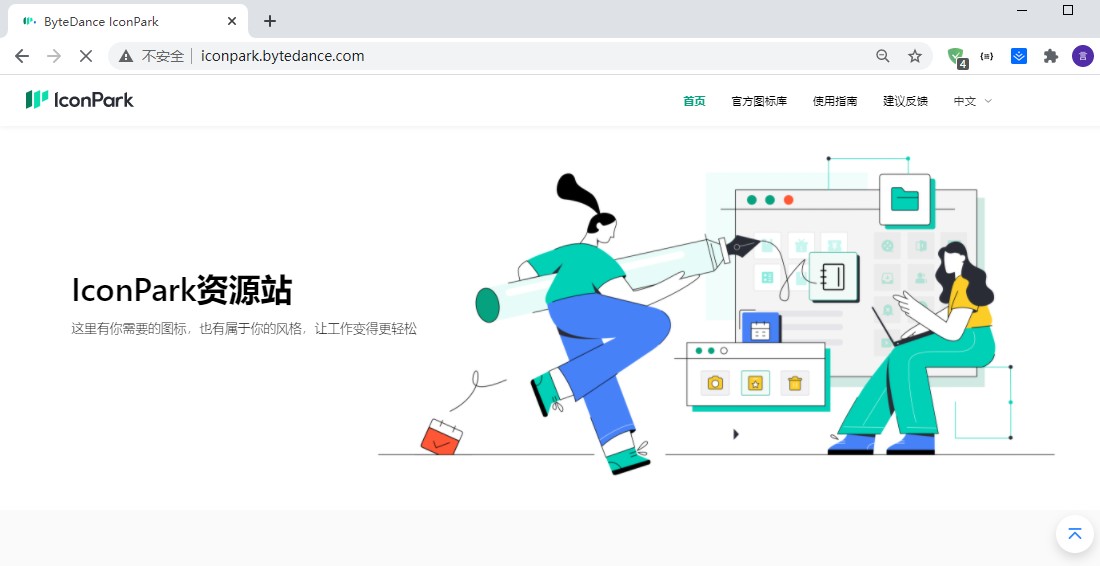 ByteDance IconPark
不安全
iconpark.bytedance.com
4
言
IconPark
首页 官方图标库 使用指南 建议反馈 中文
IconPark资源站
这里有你需要的图标，也有属于你的风格，让工作变得更轻松